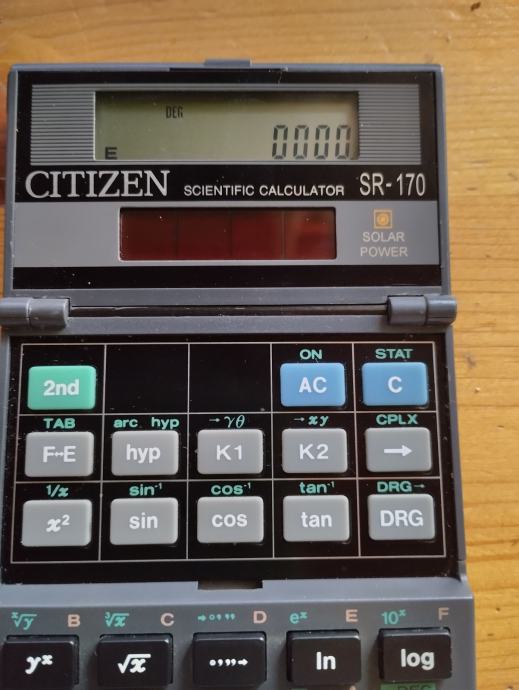 DEG
E 0000
CITIZEN SCIENTIFIC CALCULATOR SR-170
SOLAR
POWER
ON STAT
2nd AC C
TAB arc hyp →γθ →xy CPLX
F↔E hyp K1 K2 →
1/x sin⁻¹ cos⁻¹ tan⁻¹ DRG→
x² sin cos tan DRG
ˣ√y B ³√x C →°'"" D eˣ E 10ˣ F
yˣ √x °'""→ ln log